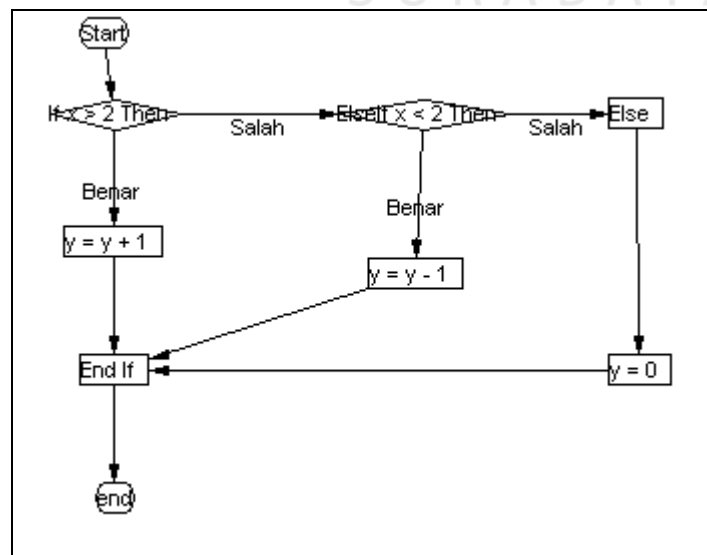 Start
If x > 2 Then
Salah
ElseIf x < 2 Then
Salah
Else
Benar
Benar
y = y + 1
y = y - 1
End If
y = 0
end